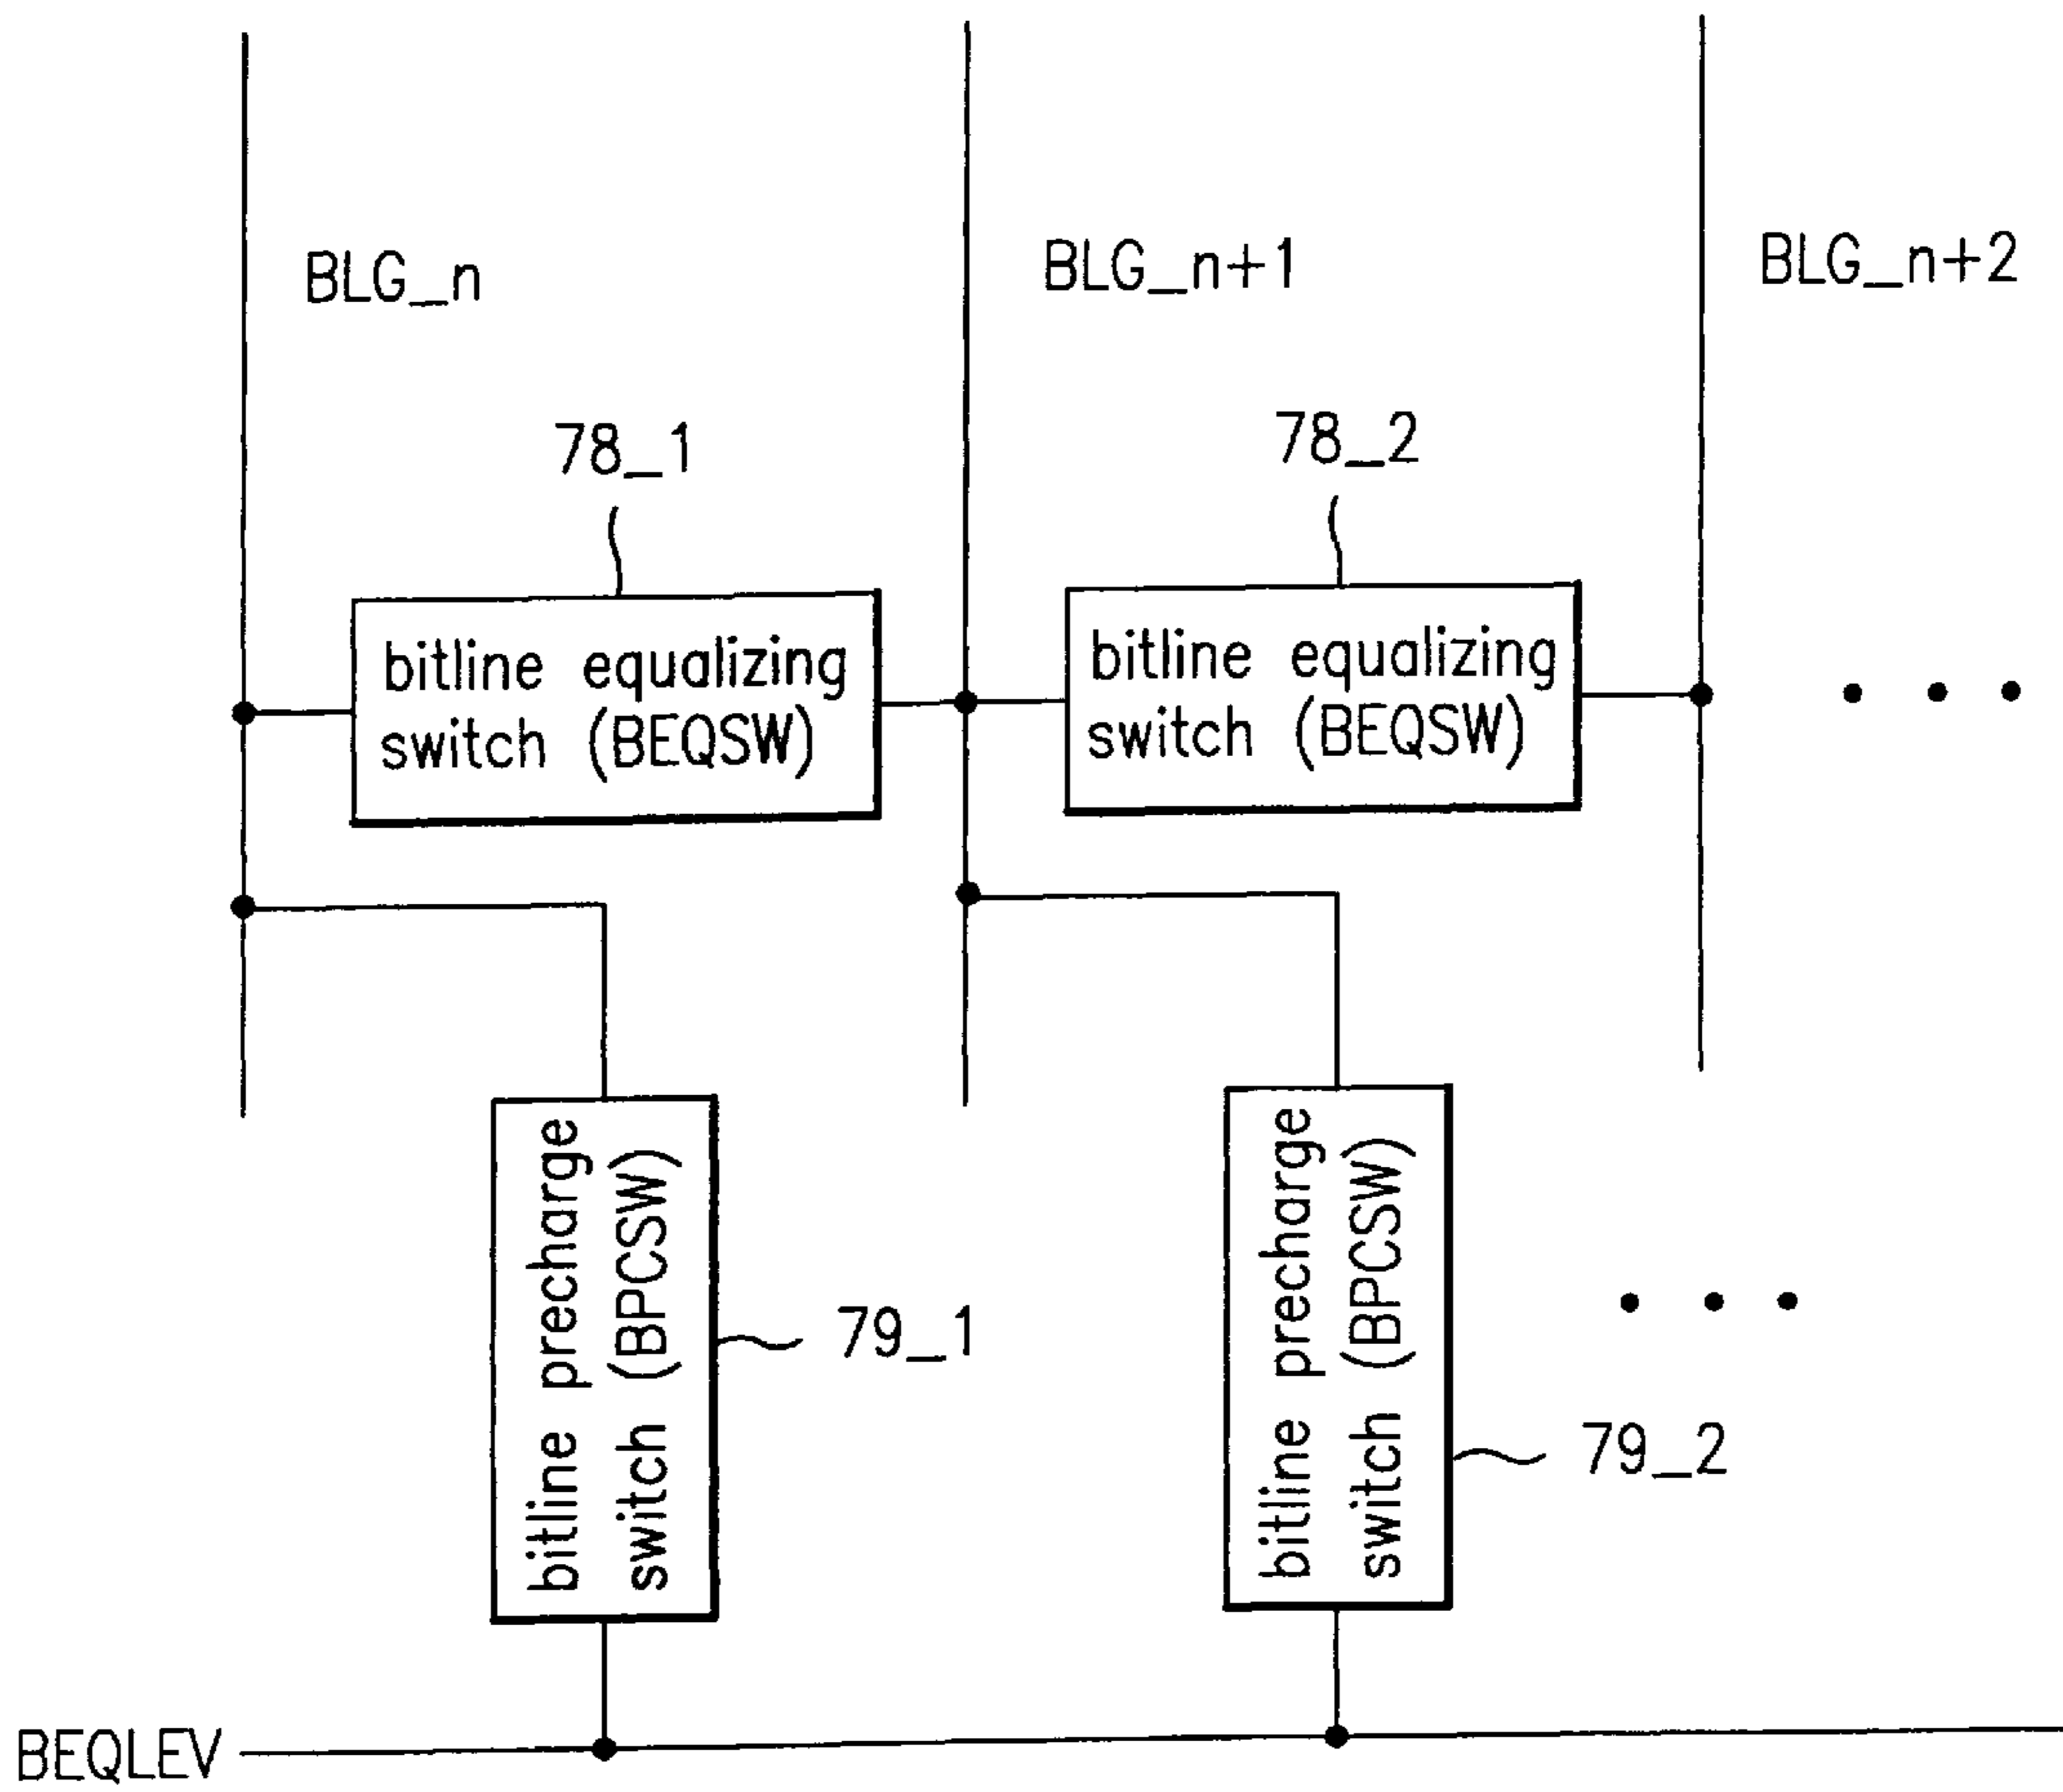 BLG_n
BLG_n+1
BLG_n+2
78_1
78_2
bitline equalizing
switch (BEQSW)
bitline equalizing
switch (BEQSW)
bitline precharge
switch (BPCSW)
79_1
bitline precharge
switch (BPCSW)
79_2
BEQLEV